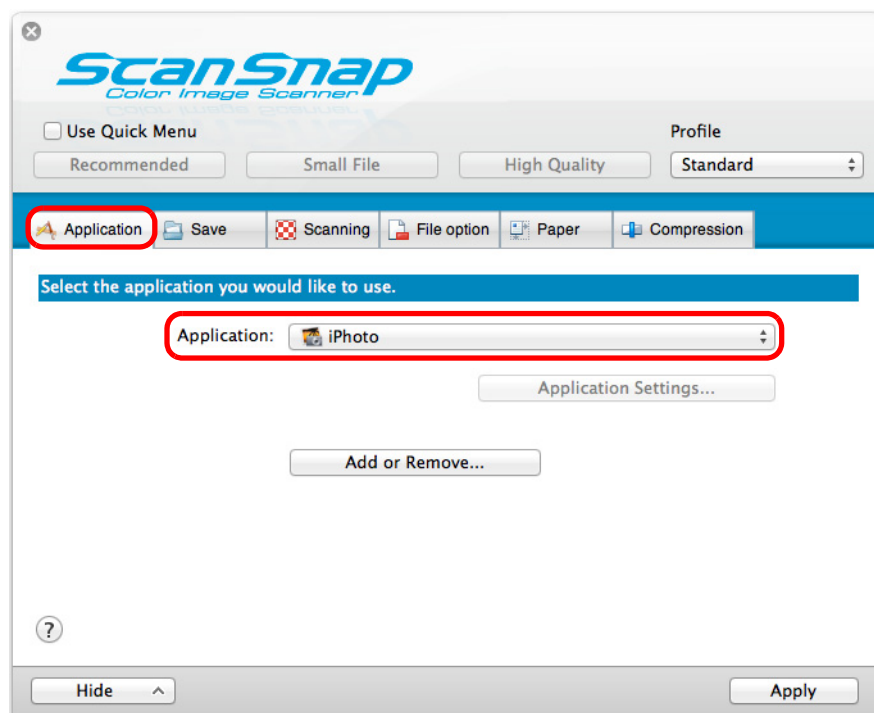 ScanSnap
Color Image Scanner
Use Quick Menu
Profile
Recommended Small File High Quality Standard
Application Save Scanning File option Paper Compression
Select the application you would like to use.
Application: iPhoto
Application Settings...
Add or Remove...
?
Hide Apply